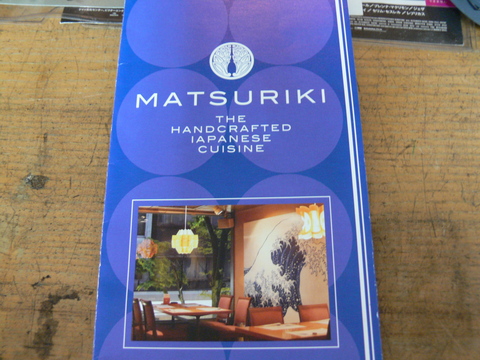 MATSURIKI
THE
HANDCRAFTED
JAPANESE
CUISINE